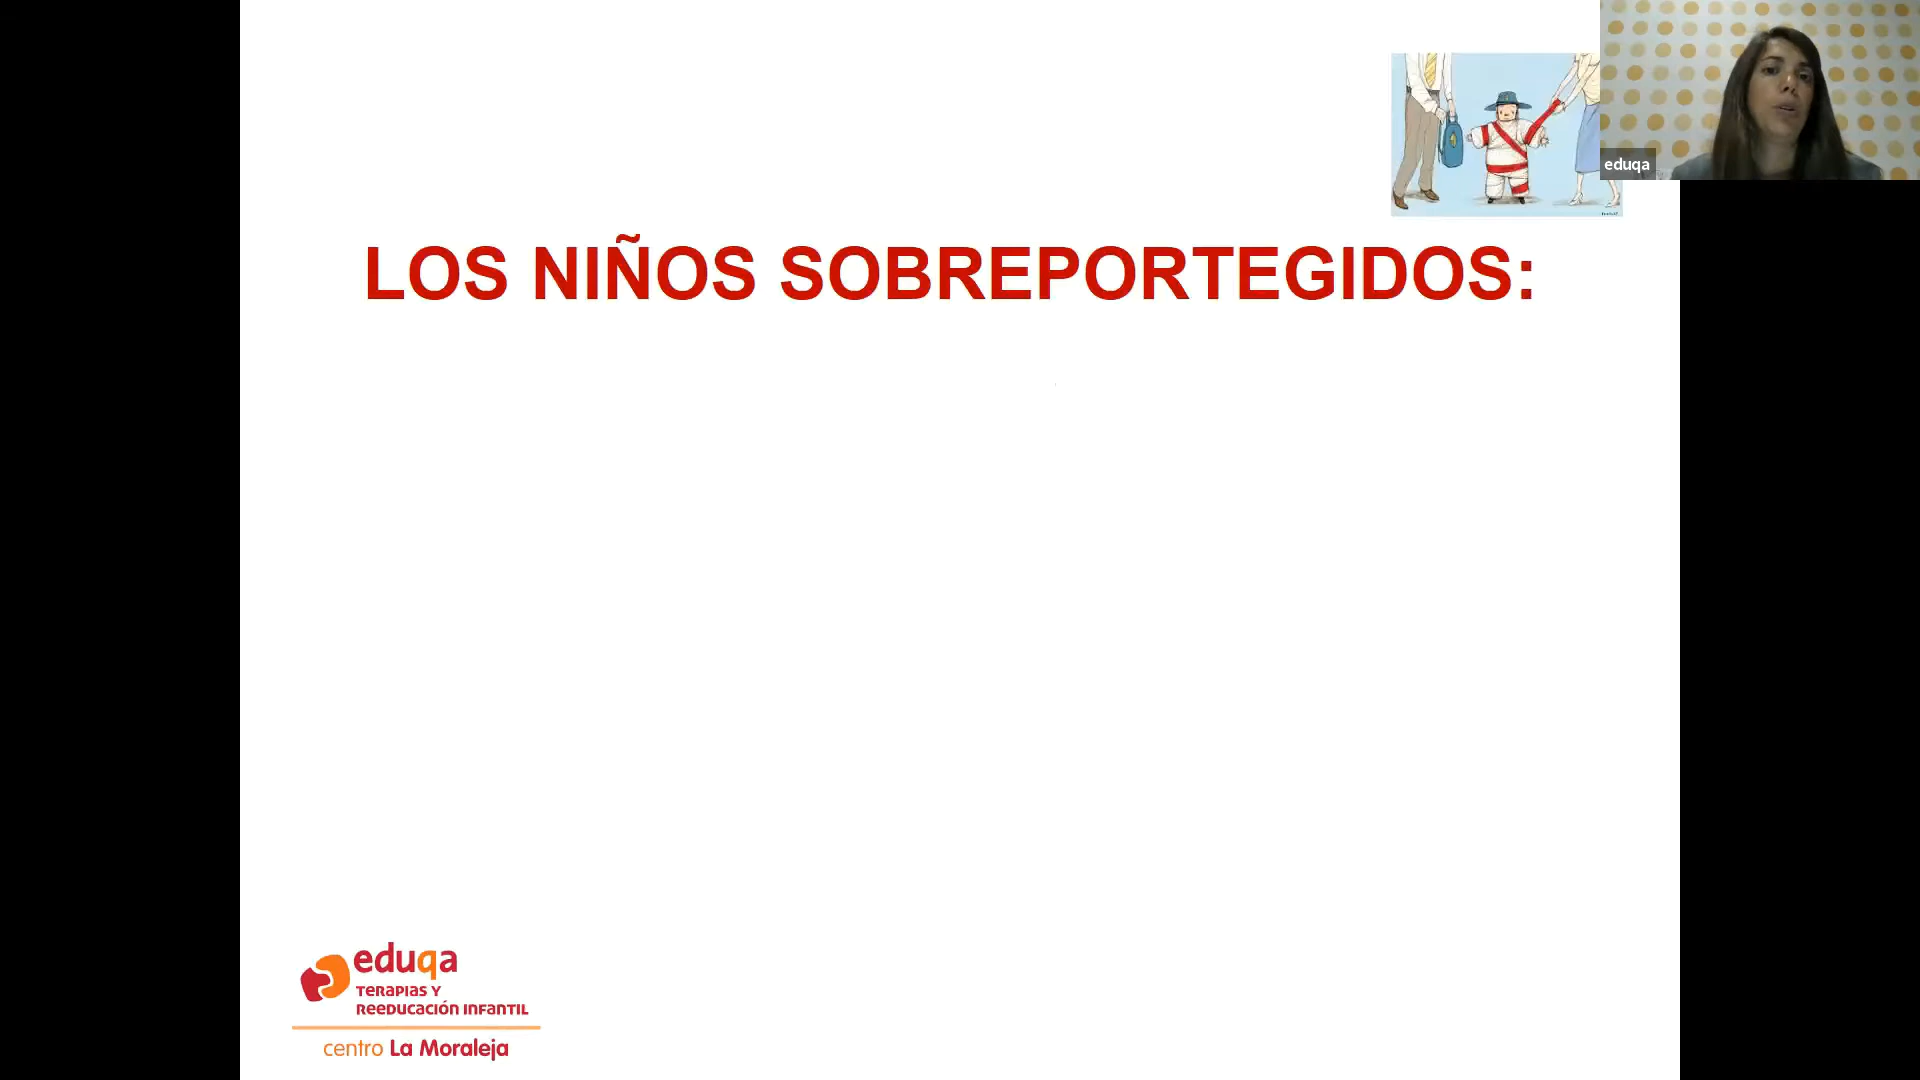 eduqa
LOS NIÑOS SOBREPORTEGIDOS:
eduqa
TERAPIAS Y
REEDUCACIÓN INFANTIL
centro La Moraleja